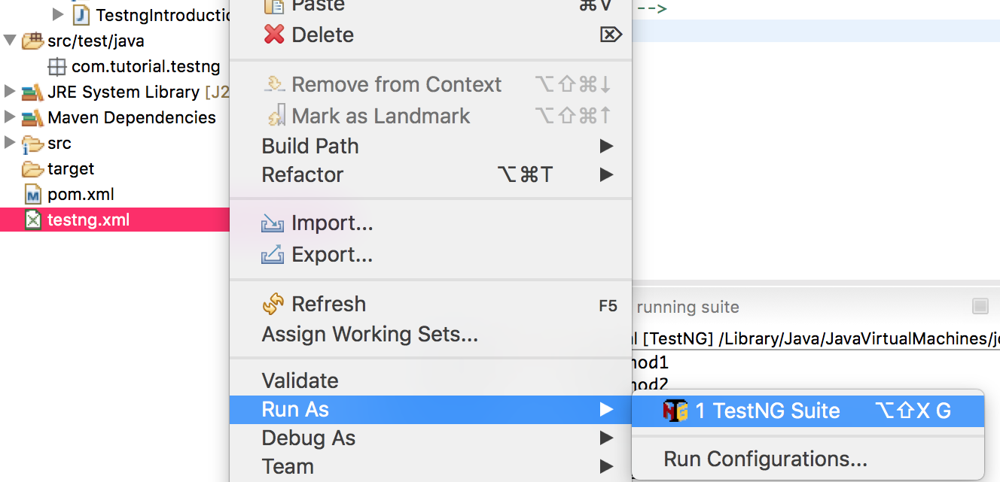 TestngIntroductio
src/test/java
com.tutorial.testng
JRE System Library [J2
Maven Dependencies
src
target
pom.xml
testng.xml
Paste ⌘V
Delete ⌦
Remove from Context ⌥⇧⌘↓
Mark as Landmark ⌥⇧⌘↑
Build Path
Refactor ⌥⌘T
Import...
Export...
Refresh F5
Assign Working Sets...
Validate
Run As
Debug As
Team
-->
running suite
l [TestNG] /Library/Java/JavaVirtualMachines/j
hod1
hod2
1 TestNG Suite ⌥⇧X G
Run Configurations...